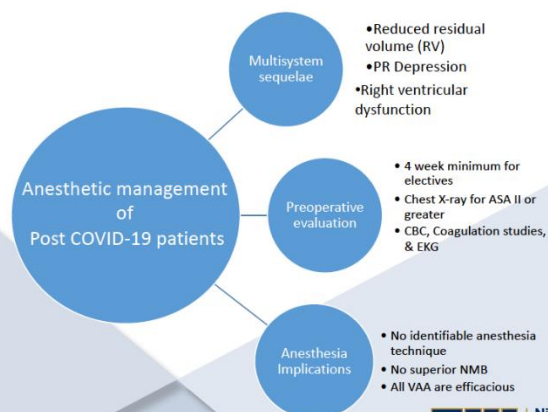 •Reduced residual
volume (RV)
•PR Depression
•Right ventricular
dysfunction
Multisystem
sequelae
Anesthetic management
of
Post COVID-19 patients
Preoperative
evaluation
• 4 week minimum for
electives
• Chest X-ray for ASA II or
greater
• CBC, Coagulation studies,
& EKG
Anesthesia
Implications
• No identifiable anesthesia
technique
• No superior NMB
• All VAA are efficacious